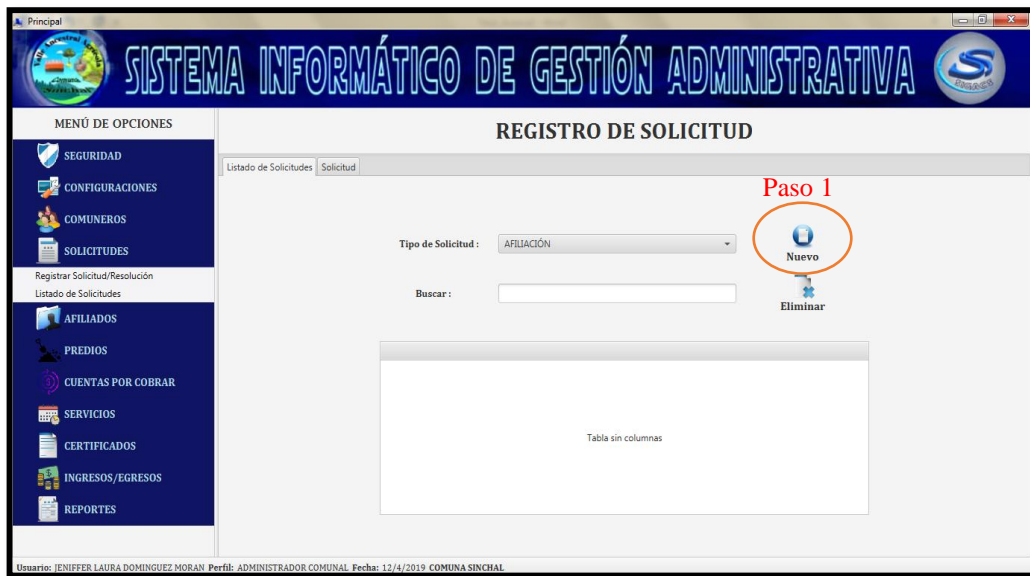 Principal
SISTEMA INFORMÁTICO DE GESTIÓN ADMINISTRATIVA
MENÚ DE OPCIONES
SEGURIDAD
CONFIGURACIONES
COMUNEROS
SOLICITUDES
Registrar Solicitud/Resolución
Listado de Solicitudes
AFILIADOS
PREDIOS
CUENTAS POR COBRAR
SERVICIOS
CERTIFICADOS
INGRESOS/EGRESOS
REPORTES
REGISTRO DE SOLICITUD
Listado de Solicitudes Solicitud
Paso 1
Tipo de Solicitud : AFILIACIÓN
Nuevo
Buscar :
Eliminar
Tabla sin columnas
Usuario: JENIFFER LAURA DOMINGUEZ MORAN Perfil: ADMINISTRADOR COMUNAL Fecha: 12/4/2019 COMUNA SINCHAL